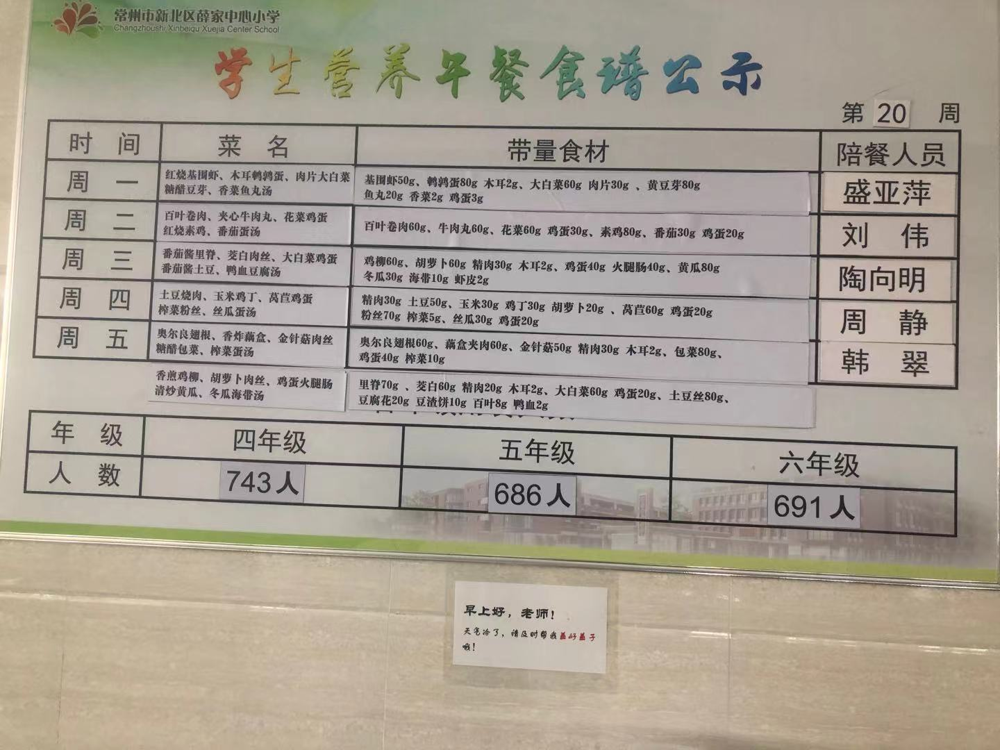 常州市新北区薛家中心小学
Changzhoushi Xinbeiqu Xuejia Center School
学生营养午餐食谱公示
第 20 周
时 间 菜 名 带量食材 陪餐人员
周 一
红烧基围虾、木耳鹌鹑蛋、肉片大白菜
糖醋豆芽、香菜鱼丸汤
基围虾50g、鹌鹑蛋80g 木耳2g、大白菜60g 肉片30g 、黄豆芽80g
鱼丸20g 香菜2g 鸡蛋3g
盛亚萍
周 二
百叶卷肉、夹心牛肉丸、花菜鸡蛋
红烧素鸡、番茄蛋汤
百叶卷肉60g、牛肉丸60g、花菜60g 鸡蛋30g、素鸡80g、番茄30g 鸡蛋20g
刘 伟
周 三
番茄酱里脊、茭白肉丝、大白菜鸡蛋
番茄酱土豆、鸭血豆腐汤
鸡柳60g、胡萝卜60g 精肉30g 木耳2g、鸡蛋40g 火腿肠40g、黄瓜80g
冬瓜30g 海带10g 虾皮2g
陶向明
周 四
土豆烧肉、玉米鸡丁、莴苣鸡蛋
榨菜粉丝、丝瓜蛋汤
精肉30g 土豆50g、玉米30g 鸡丁30g 胡萝卜20g 、莴苣60g 鸡蛋20g
粉丝70g 榨菜5g、丝瓜30g 鸡蛋20g
周 静
周 五
奥尔良翅根、香炸藕盒、金针菇肉丝
糖醋包菜、榨菜蛋汤
奥尔良翅根60g、藕盒夹肉60g、金针菇50g 精肉30g 木耳2g、包菜80g、
鸡蛋40g 榨菜10g
韩 翠
香煎鸡柳、胡萝卜肉丝、鸡蛋火腿肠
清炒黄瓜、冬瓜海带汤
里脊70g 、茭白60g 精肉20g 木耳2g、大白菜60g 鸡蛋20g、土豆丝80g、
豆腐花20g 豆渣饼10g 百叶8g 鸭血2g
年 级 四年级 五年级 六年级
人 数 743人 686人 691人
早上好，老师！
天气冷了，请及时帮我盖好盖子
哦！